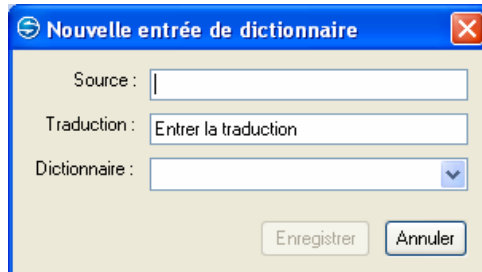 Nouvelle entrée de dictionnaire
Source :
Traduction : Entrer la traduction
Dictionnaire :
Enregistrer Annuler